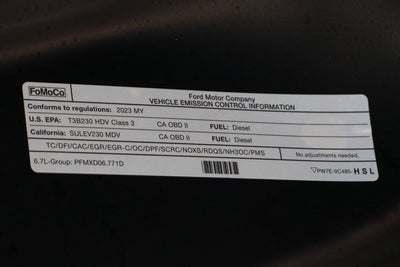 FoMoCo
Ford Motor Company
VEHICLE EMISSION CONTROL INFORMATION
Conforms to regulations: 2023 MY
U.S. EPA: T3B230 HDV Class 3 CA OBD II FUEL: Diesel
California: SULEV230 MDV CA OBD II FUEL: Diesel
TC/DFI/CAC/EGR/EGR-C/OC/DPF/SCRC/NOXS/RDQS/NH3OC/PMS
No adjustments needed.
6.7L-Group: PFMXD06.771D
PW7E-9C485- H S L